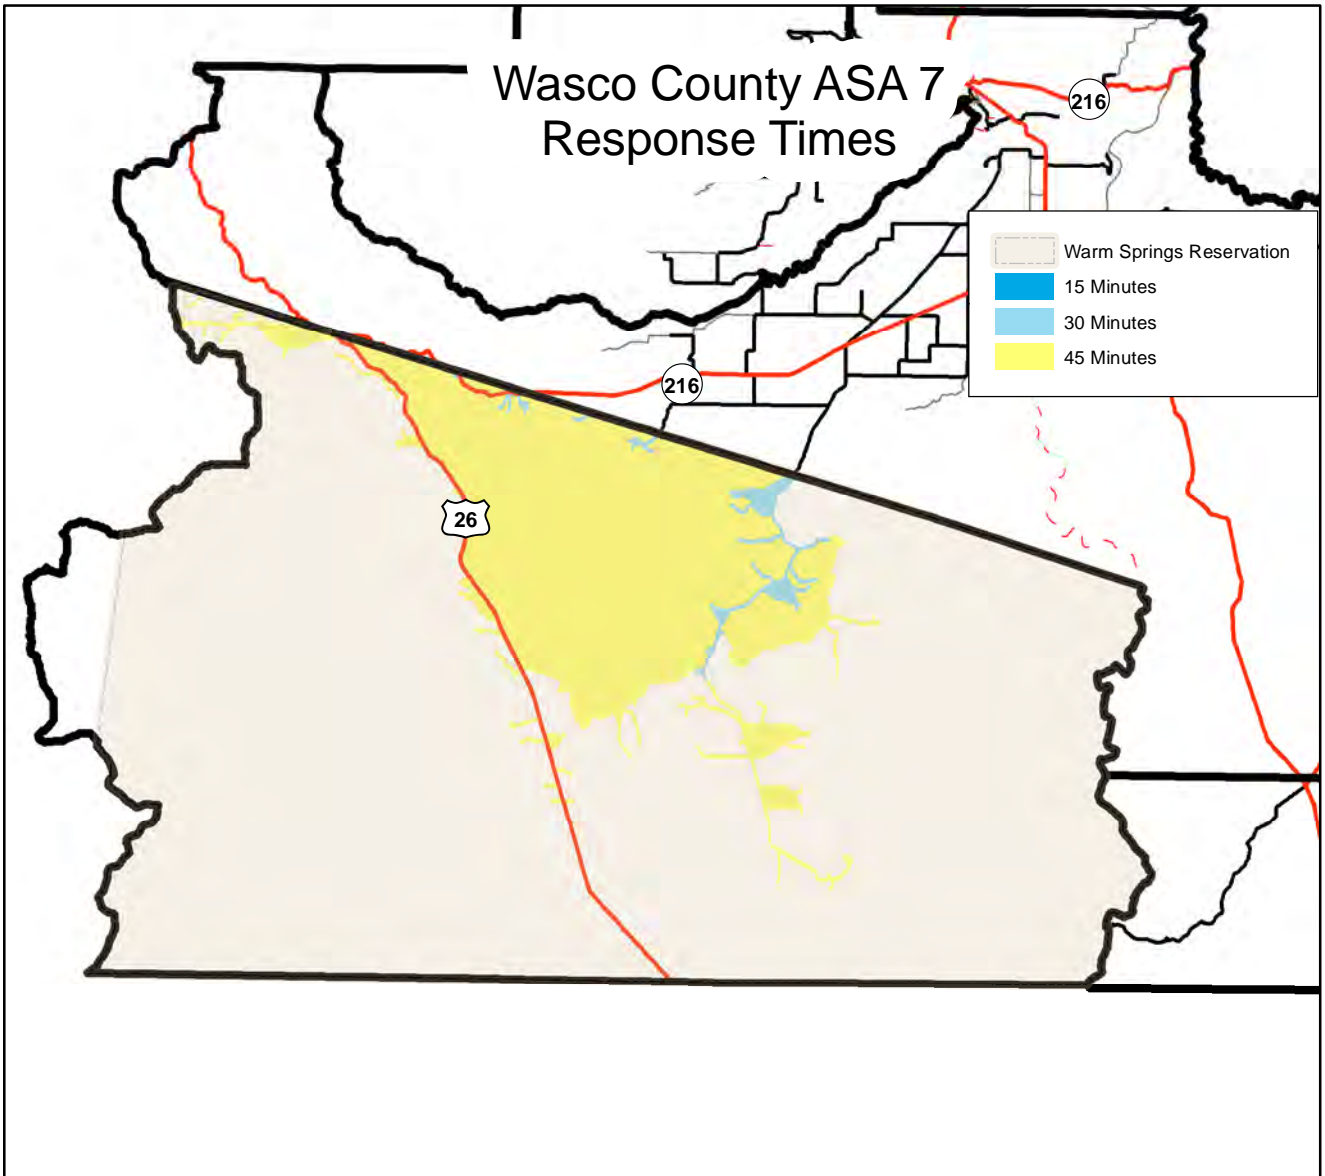 Wasco County ASA 7
Response Times
216
Warm Springs Reservation
15 Minutes
30 Minutes
45 Minutes
216
26